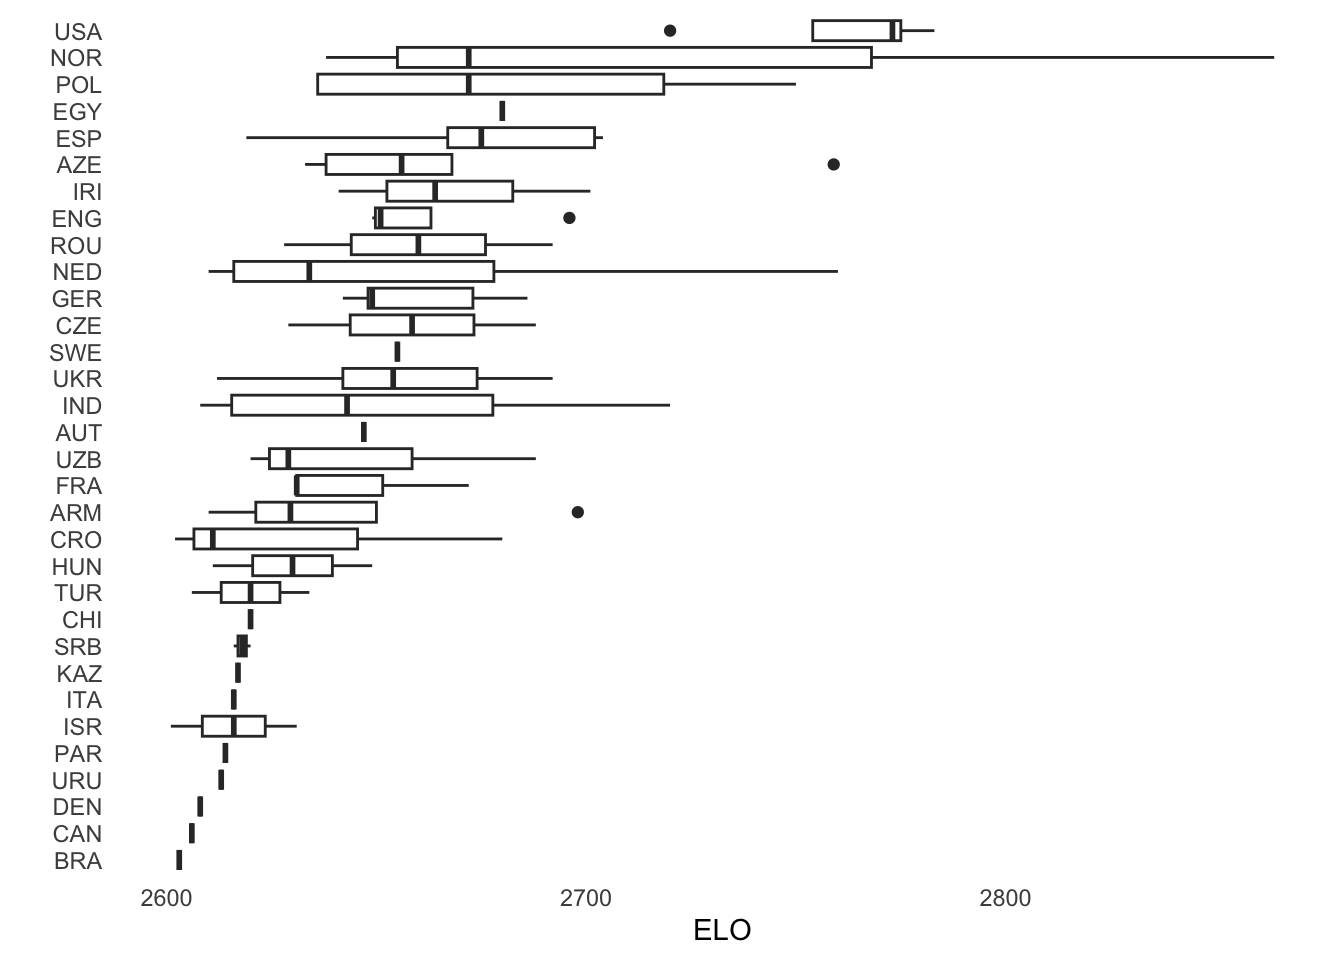 USA
NOR
POL
EGY
ESP
AZE
IRI
ENG
ROU
NED
GER
CZE
SWE
UKR
IND
AUT
UZB
FRA
ARM
CRO
HUN
TUR
CHI
SRB
KAZ
ITA
ISR
PAR
URU
DEN
CAN
BRA
2600 2700 2800
ELO